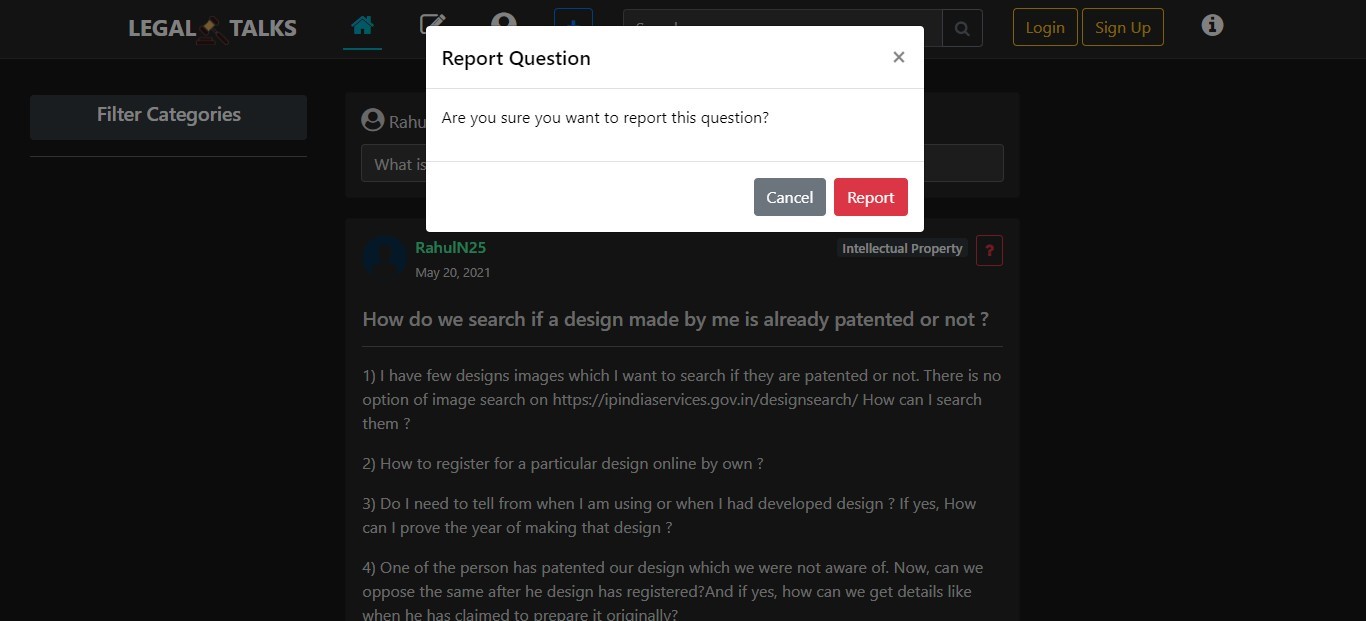 LEGAL TALKS
Login
Sign Up
Report Question
×
Are you sure you want to report this question?
Cancel
Report
Filter Categories
Rahu
What is
RahulN25
May 20, 2021
Intellectual Property
?
How do we search if a design made by me is already patented or not ?
1) I have few designs images which I want to search if they are patented or not. There is no
option of image search on https://ipindiaservices.gov.in/designsearch/ How can I search
them ?
2) How to register for a particular design online by own ?
3) Do I need to tell from when I am using or when I had developed design ? If yes, How
can I prove the year of making that design ?
4) One of the person has patented our design which we were not aware of. Now, can we
oppose the same after he design has registered?And if yes, how can we get details like
when he has claimed to prepare it originally?